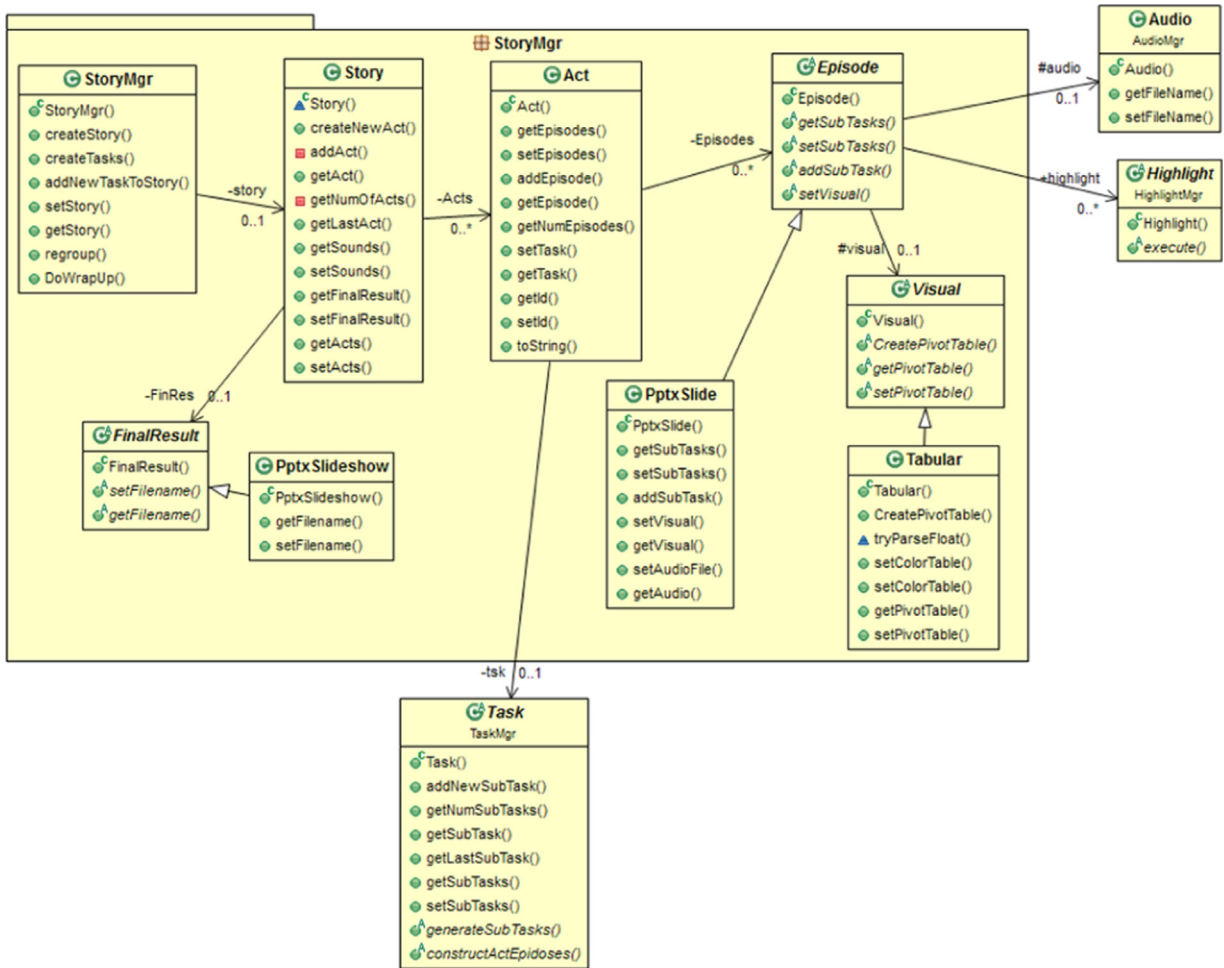 StoryMgr
StoryMgr
StoryMgr()
createStory()
createTasks()
addNewTaskToStory()
setStory()
getStory()
regroup()
DoWrapUp()
-story
0..1
Story
Story()
createNewAct()
addAct()
getAct()
getNumOfActs()
getLastAct()
getSounds()
setSounds()
getFinalResult()
setFinalResult()
getActs()
setActs()
-Acts
0..*
Act
Act()
getEpisodes()
setEpisodes()
addEpisode()
getEpisode()
getNumEpisodes()
setTask()
getTask()
getId()
setId()
toString()
-Episodes
0..*
Episode
Episode()
getSubTasks()
setSubTasks()
addSubTask()
setVisual()
#audio
0..1
Audio
AudioMgr
Audio()
getFileName()
setFileName()
+highlight
0..*
Highlight
HighlightMgr
Highlight()
execute()
#visual
0..1
Visual
Visual()
CreatePivotTable()
getPivotTable()
setPivotTable()
-FinRes
0..1
FinalResult
FinalResult()
setFilename()
getFilename()
PptxSlideshow
PptxSlideshow()
getFilename()
setFilename()
PptxSlide
PptxSlide()
getSubTasks()
setSubTasks()
addSubTask()
setVisual()
getVisual()
setAudioFile()
getAudio()
Tabular
Tabular()
CreatePivotTable()
tryParseFloat()
setColorTable()
setColorTable()
getPivotTable()
setPivotTable()
-tsk
0..1
Task
TaskMgr
Task()
addNewSubTask()
getNumSubTasks()
getSubTask()
getLastSubTask()
getSubTasks()
setSubTasks()
generateSubTasks()
constructActEpidoses()